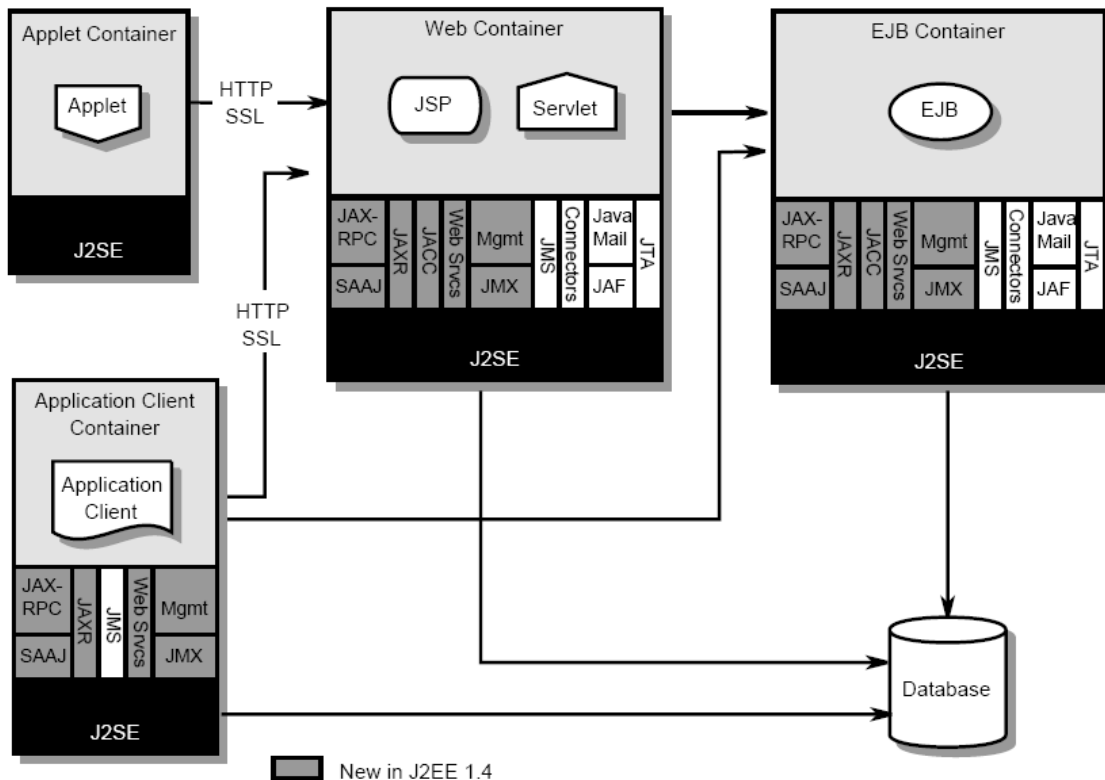 Applet Container
Applet
J2SE
HTTP
SSL
Web Container
JSP
Servlet
JAX-
RPC
SAAJ
JAXR
JACC
Web Srvcs
Mgmt
JMX
JMS
Connectors
Java
Mail
JAF
JTA
J2SE
EJB Container
EJB
JAX-
RPC
SAAJ
JAXR
JACC
Web Srvcs
Mgmt
JMX
JMS
Connectors
Java
Mail
JAF
JTA
J2SE
HTTP
SSL
Application Client
Container
Application
Client
JAX-
RPC
SAAJ
JAXR
JMS
Web Srvcs
Mgmt
JMX
J2SE
Database
New in J2EE 1.4